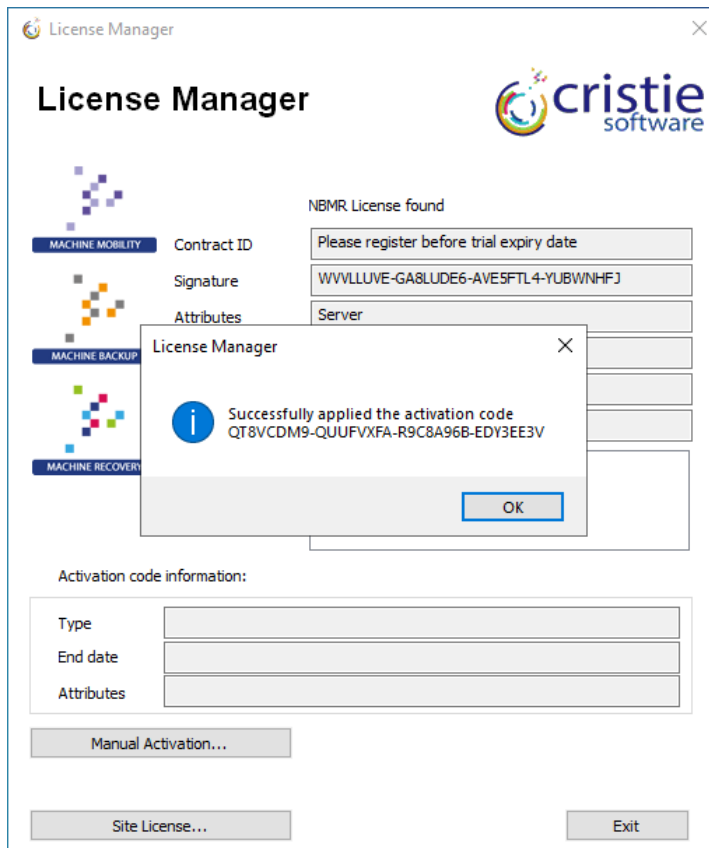 License Manager
License Manager
cristie
software
NBMR License found
MACHINE MOBILITY
Contract ID
Please register before trial expiry date
Signature
WVVLLUVE-GA8LUDE6-AVE5FTL4-YUBWNHFJ
Attributes
Server
MACHINE BACKUP
License Manager
Successfully applied the activation code
QT8VCDM9-QUUFVXFA-R9C8A96B-EDY3EE3V
MACHINE RECOVERY
OK
Activation code information:
Type
End date
Attributes
Manual Activation...
Site License...
Exit